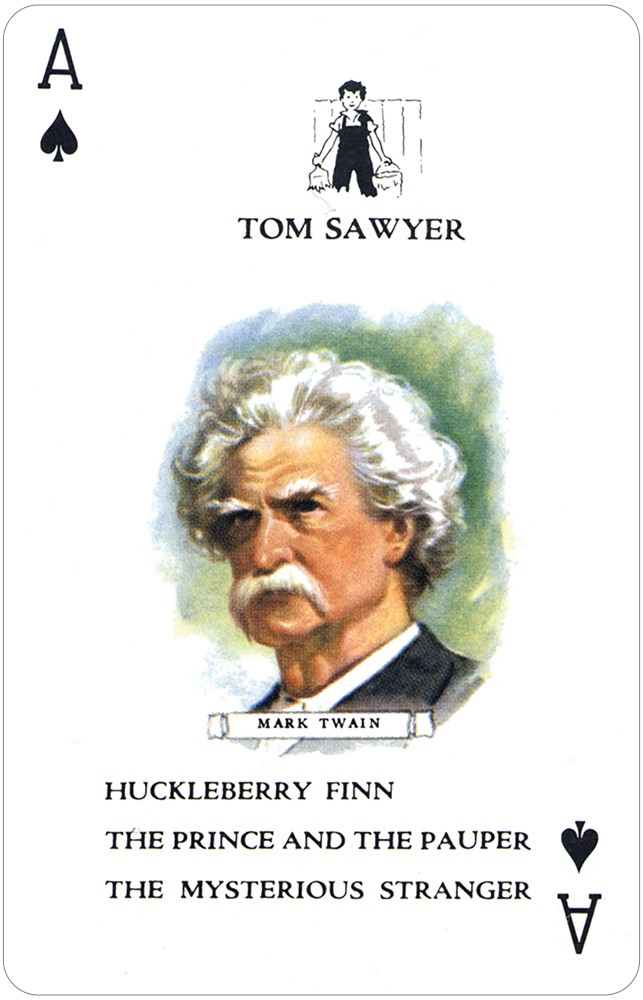 A
TOM SAWYER
MARK TWAIN
HUCKLEBERRY FINN
THE PRINCE AND THE PAUPER
THE MYSTERIOUS STRANGER
A